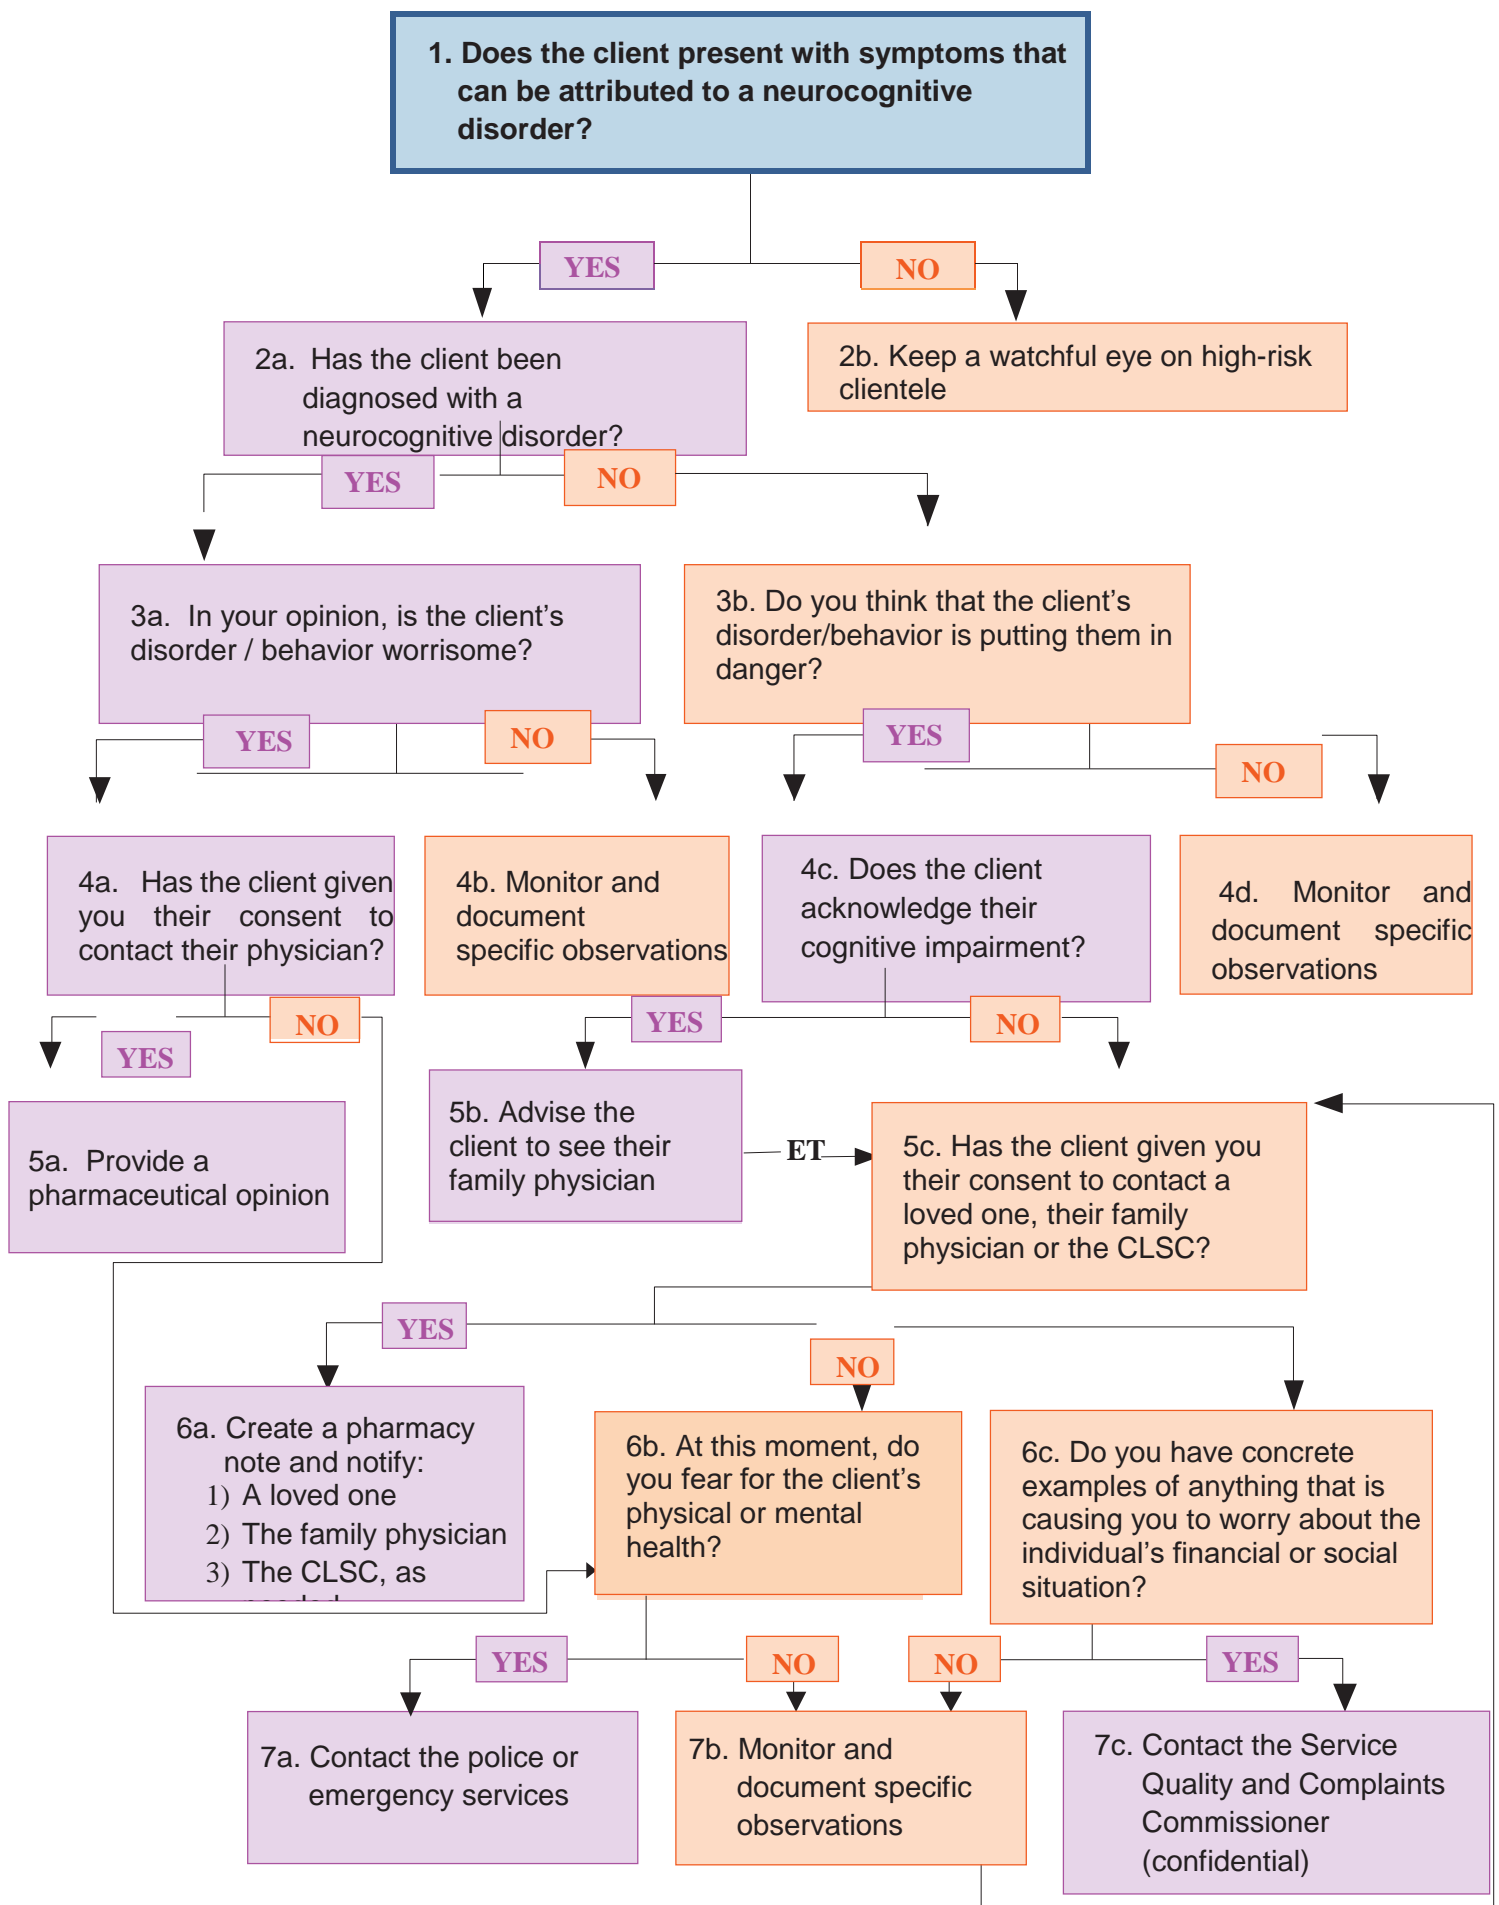 1. Does the client present with symptoms that
can be attributed to a neurocognitive
disorder?
YES
NO
2a. Has the client been
diagnosed with a
neurocognitive disorder?
2b. Keep a watchful eye on high-risk
clientele
YES
NO
3a. In your opinion, is the client's
disorder / behavior worrisome?
3b. Do you think that the client's
disorder/behavior is putting them in
danger?
YES
NO
YES
NO
4a. Has the client given
you their consent to
contact their physician?
4b. Monitor and
document
specific observations
4c. Does the client
acknowledge their
cognitive impairment?
4d. Monitor and
document specific
observations
YES
NO
YES
NO
5a. Provide a
pharmaceutical opinion
5b. Advise the
client to see their
family physician
ET
5c. Has the client given you
their consent to contact a
loved one, their family
physician or the CLSC?
YES
NO
6a. Create a pharmacy
note and notify:
1) A loved one
2) The family physician
3) The CLSC, as
6b. At this moment, do
you fear for the client's
physical or mental
health?
6c. Do you have concrete
examples of anything that is
causing you to worry about the
individual's financial or social
situation?
YES
NO
NO
YES
7a. Contact the police or
emergency services
7b. Monitor and
document specific
observations
7c. Contact the Service
Quality and Complaints
Commissioner
(confidential)